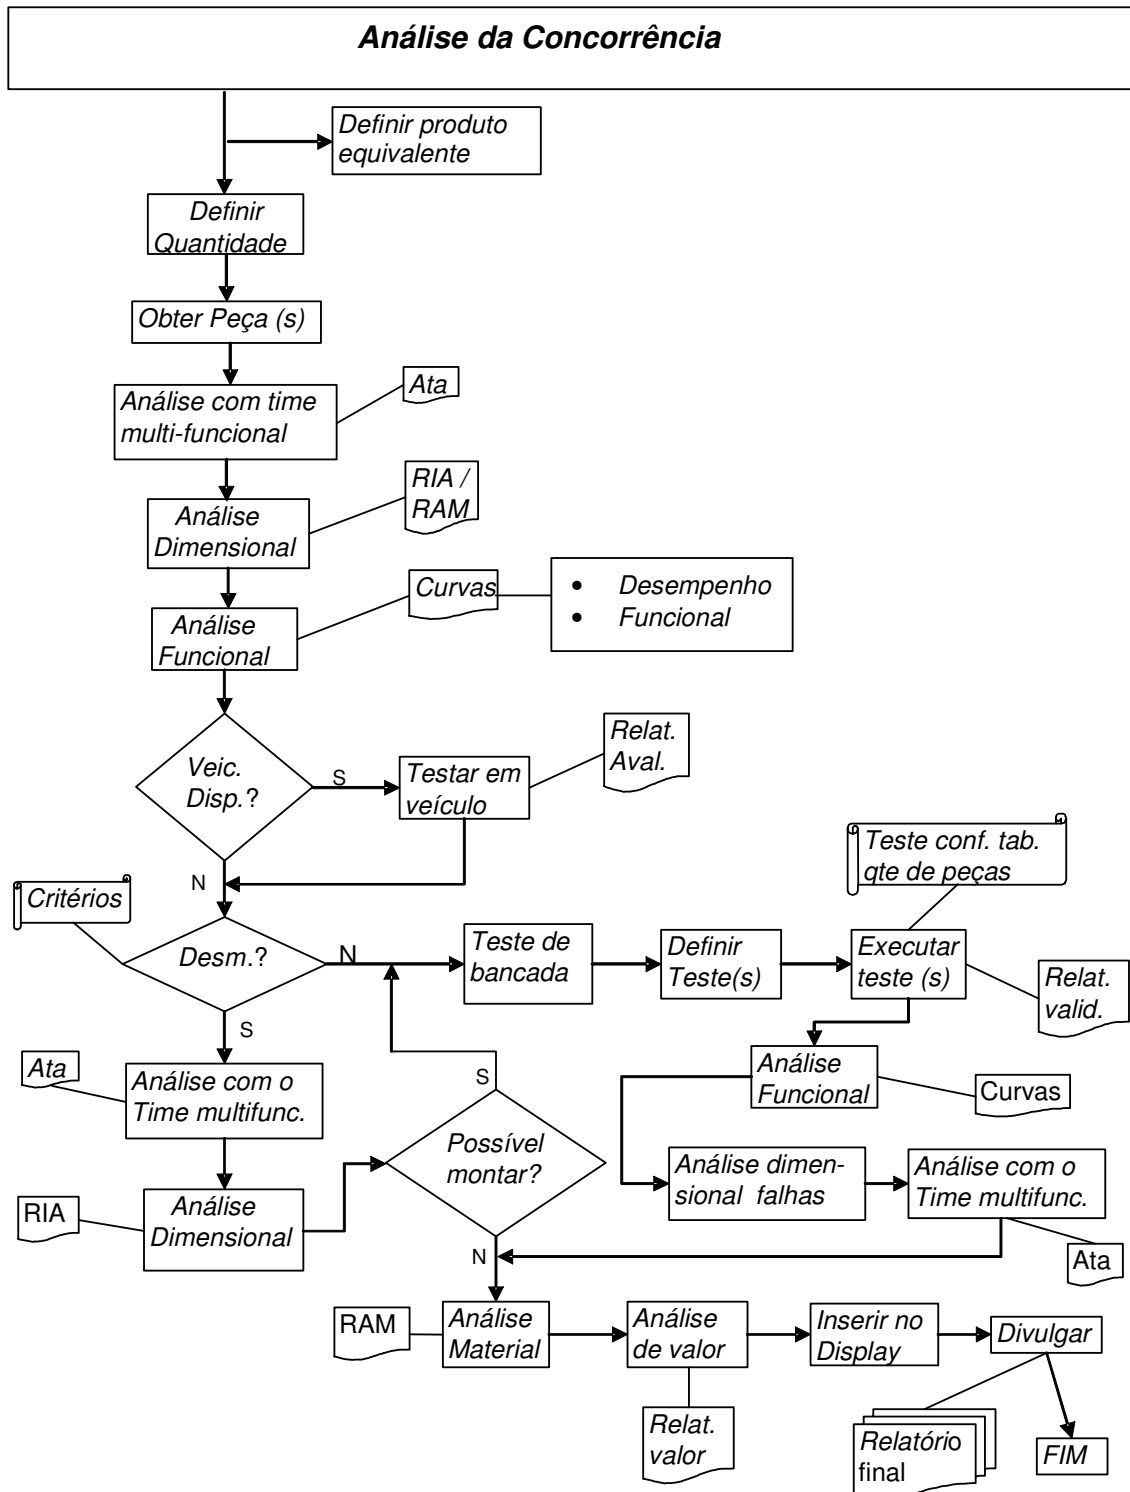 Análise da Concorrência
Definir produto
equivalente
Definir
Quantidade
Obter Peça (s)
Análise com time
multi-funcional
Ata
Análise
Dimensional
RIA /
RAM
Análise
Funcional
Curvas
• Desempenho
• Funcional
Veic.
Disp.?
S
Testar em
veículo
Relat.
Aval.
N
Critérios
Desm.?
N
Teste de
bancada
Definir
Teste(s)
Executar
teste (s)
Teste conf. tab.
qte de peças
Relat.
valid.
S
Ata
Análise com o
Time multifunc.
RIA
Análise
Dimensional
S
Possível
montar?
N
Análise
Funcional
Curvas
Análise dimen-
sional falhas
Análise com o
Time multifunc.
Ata
RAM
Análise
Material
Análise
de valor
Relat.
valor
Inserir no
Display
Divulgar
Relatório
final
FIM